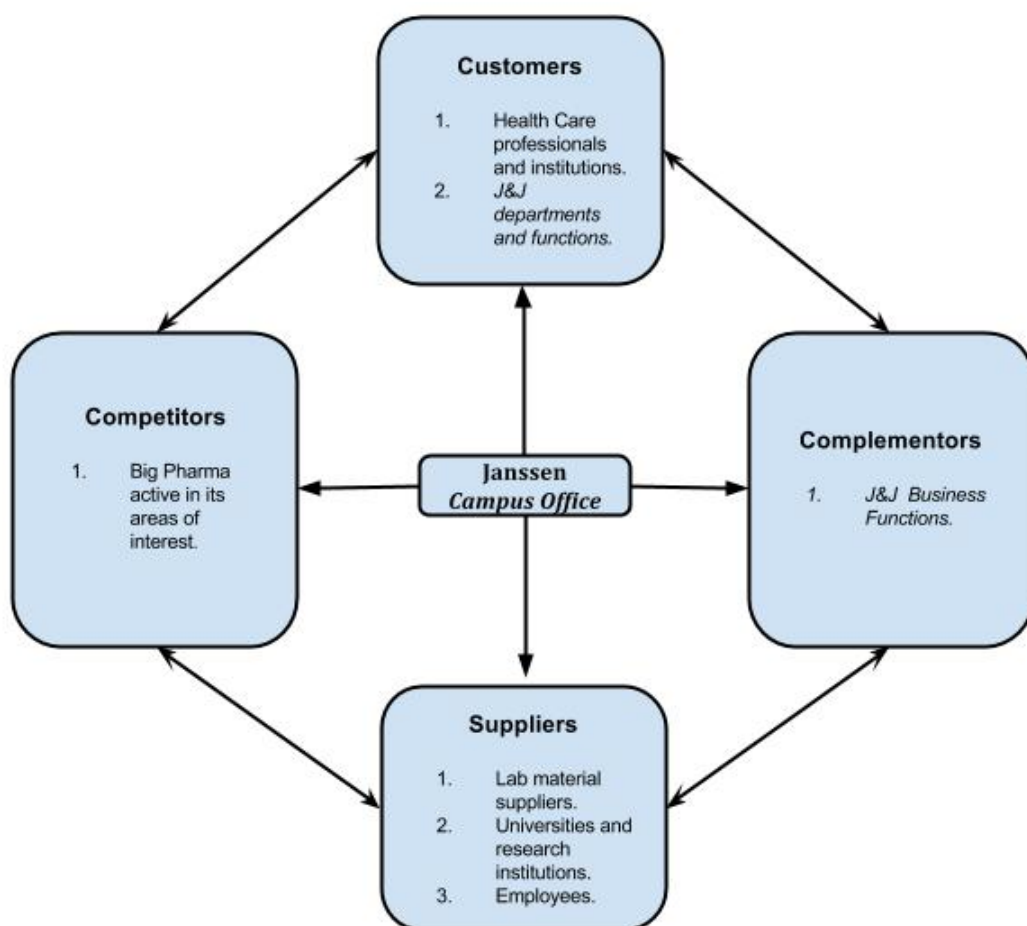 Customers
1. Health Care
professionals
and institutions.
2. J&J
departments
and functions.
Competitors
1. Big Pharma
active in its
areas of
interest.
Janssen
Campus Office
Complementors
1. J&J Business
Functions.
Suppliers
1. Lab material
suppliers.
2. Universities and
research
institutions.
3. Employees.